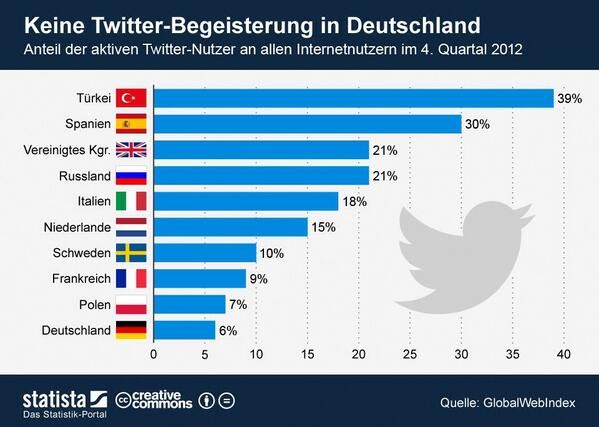 Keine Twitter-Begeisterung in Deutschland
Anteil der aktiven Twitter-Nutzer an allen Internetnutzern im 4. Quartal 2012
Türkei 39%
Spanien 30%
Vereinigtes Kgr. 21%
Russland 21%
Italien 18%
Niederlande 15%
Schweden 10%
Frankreich 9%
Polen 7%
Deutschland 6%
0 5 10 15 20 25 30 35 40
statista
Das Statistik-Portal
cc creative commons
Quelle: GlobalWebIndex